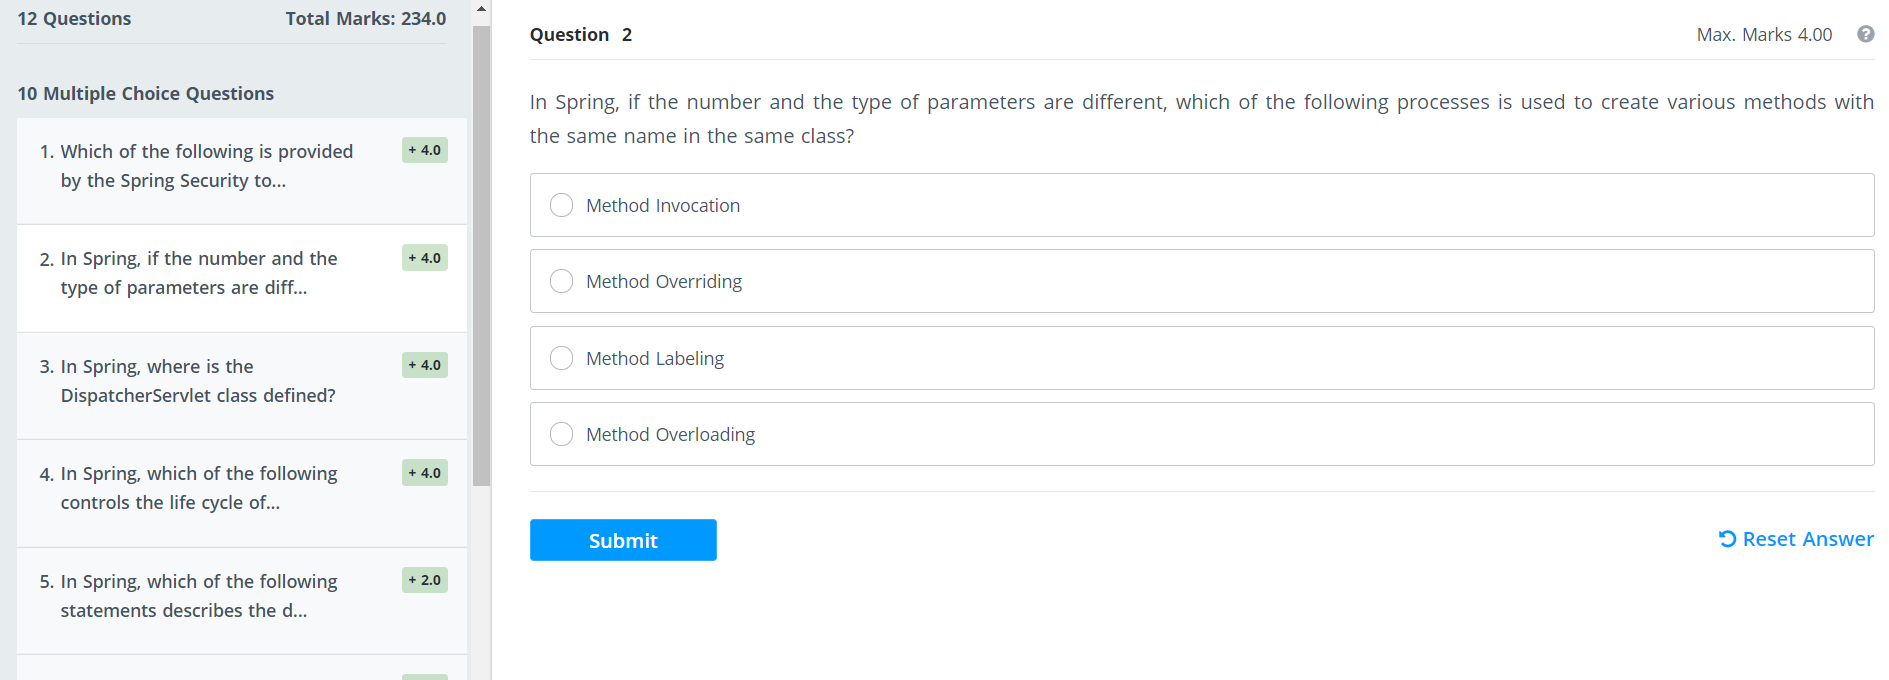 12 Questions
Total Marks: 234.0
10 Multiple Choice Questions
1. Which of the following is provided
by the Spring Security to...
+ 4.0
2. In Spring, if the number and the
type of parameters are diff...
+ 4.0
3. In Spring, where is the
DispatcherServlet class defined?
+ 4.0
4. In Spring, which of the following
controls the life cycle of...
+ 4.0
5. In Spring, which of the following
statements describes the d...
+ 2.0
Question 2
Max. Marks 4.00
?
In Spring, if the number and the type of parameters are different, which of the following processes is used to create various methods with
the same name in the same class?
Method Invocation
Method Overriding
Method Labeling
Method Overloading
Submit
Reset Answer